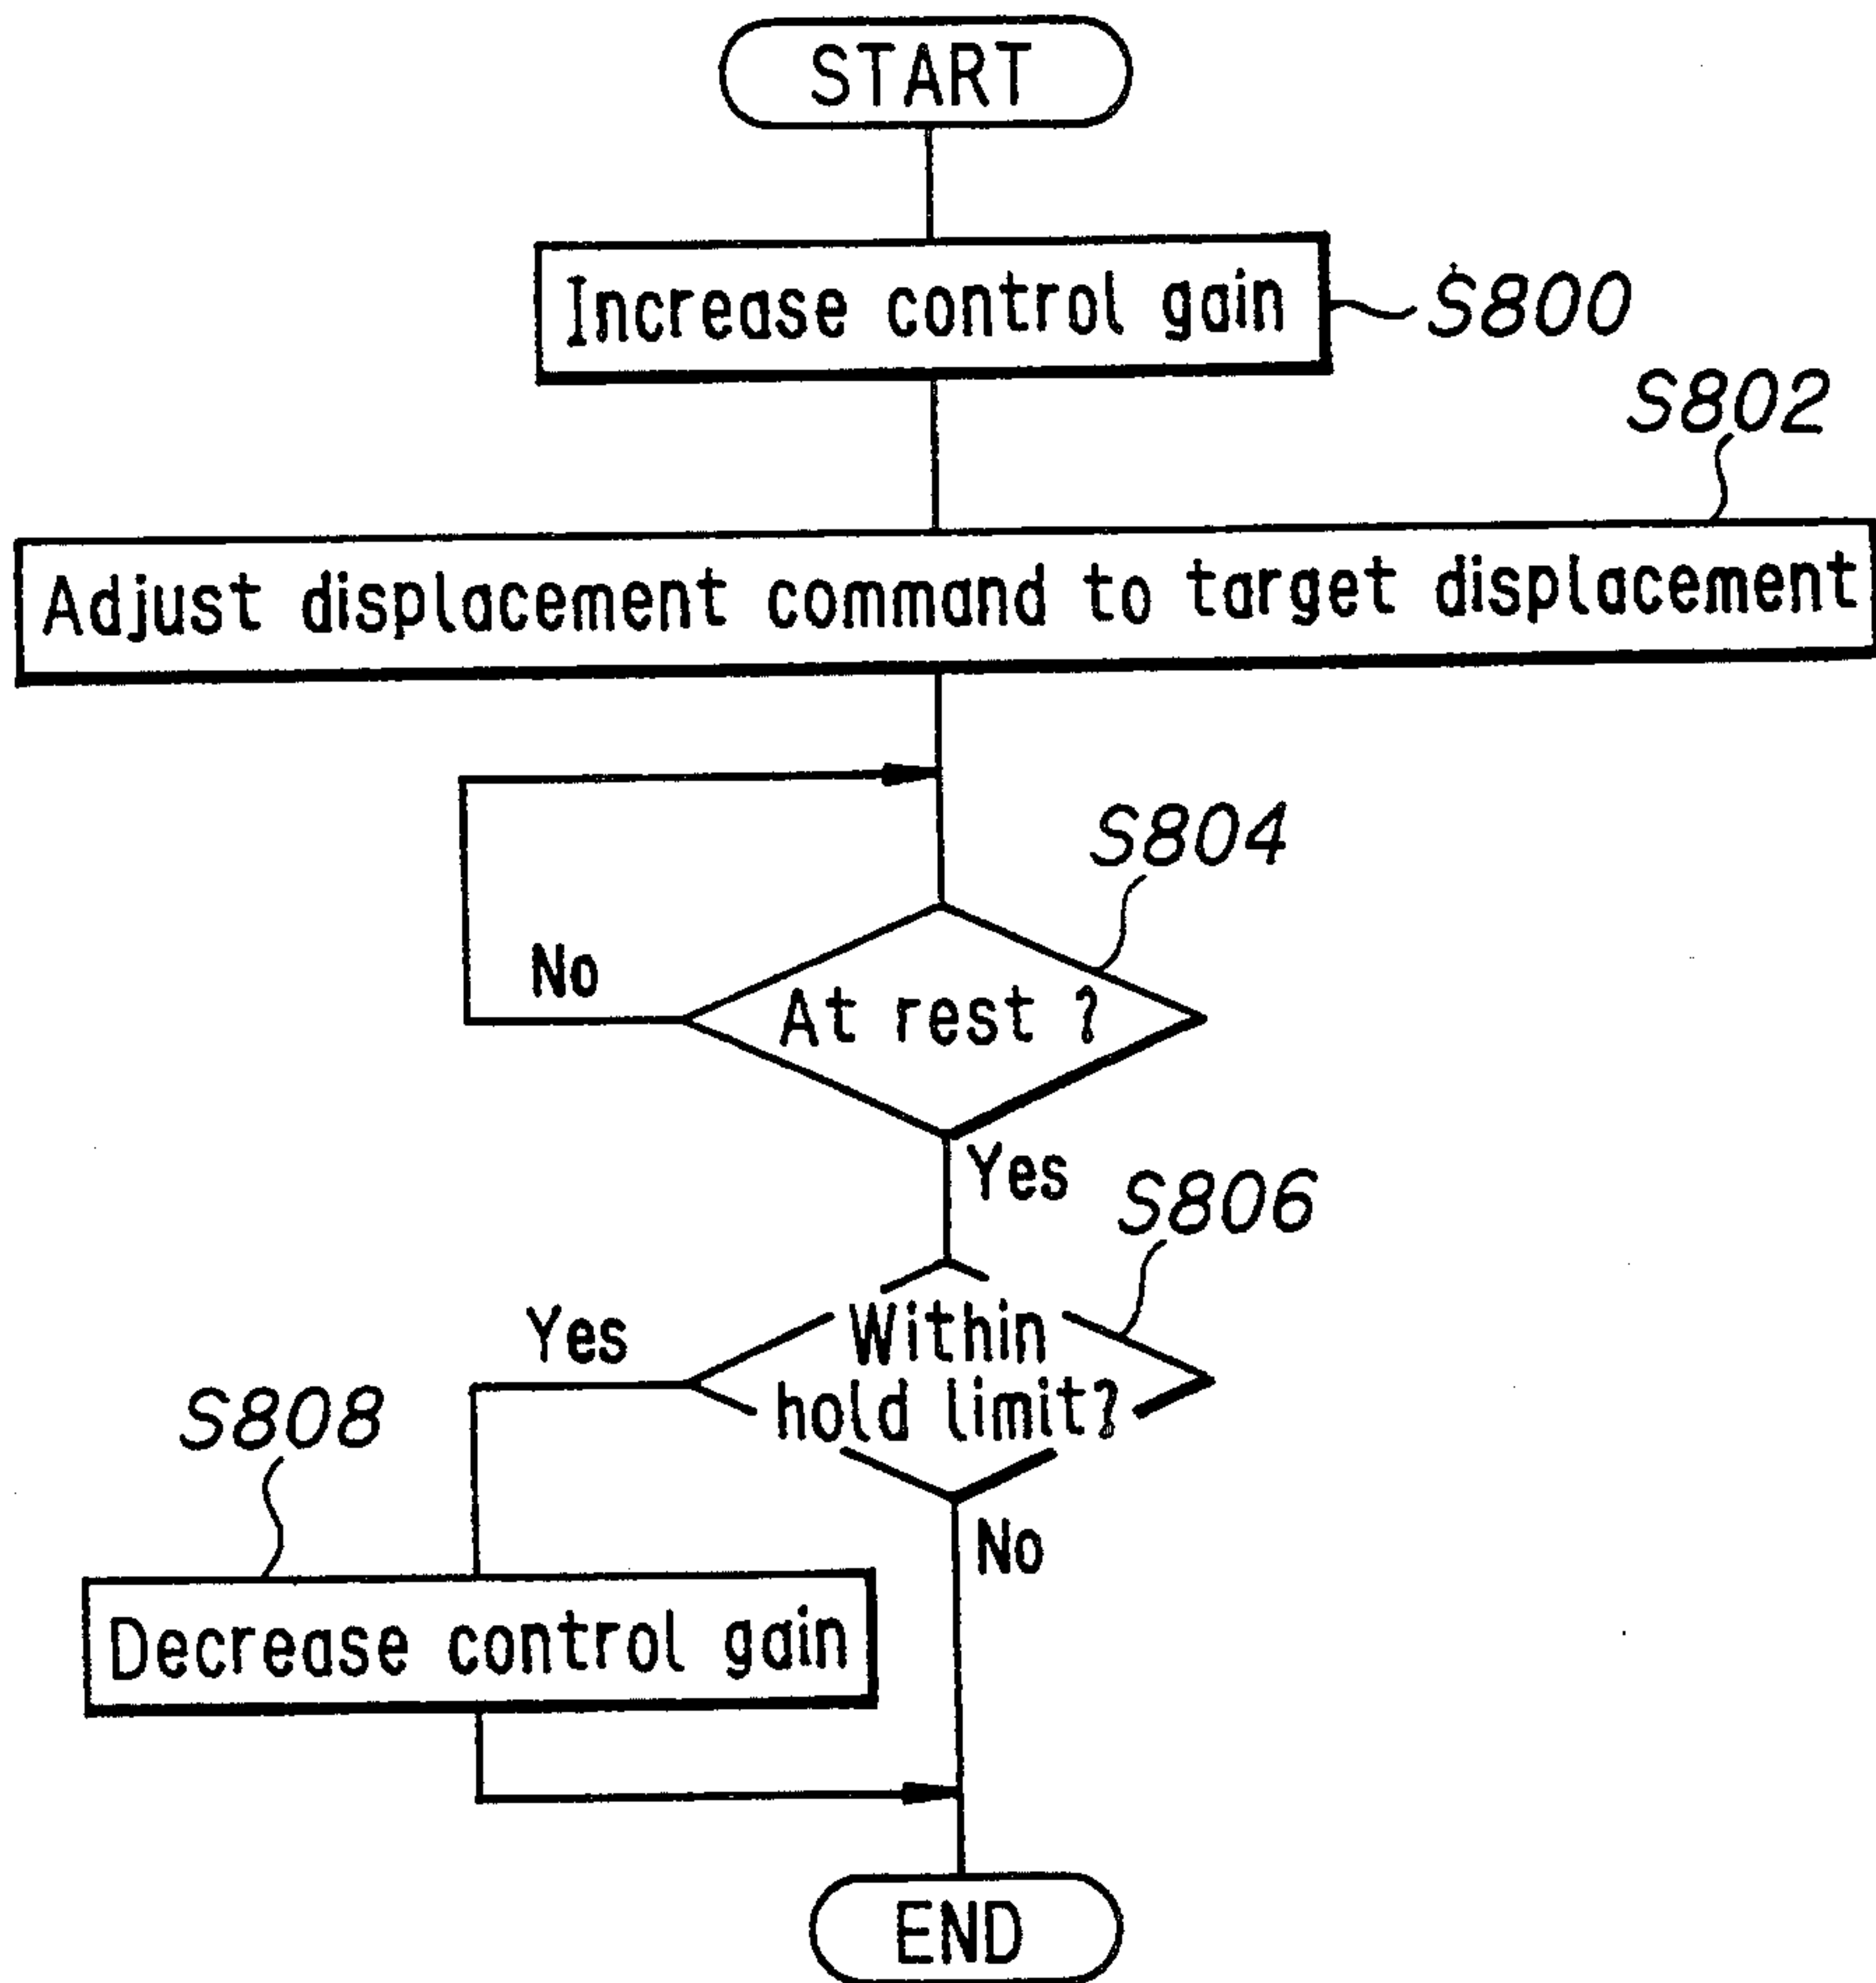 START
Increase control gain
S800
S802
Adjust displacement command to target displacement
S804
No
At rest ?
Yes
S806
Yes
Within
hold limit?
S808
No
Decrease control gain
END